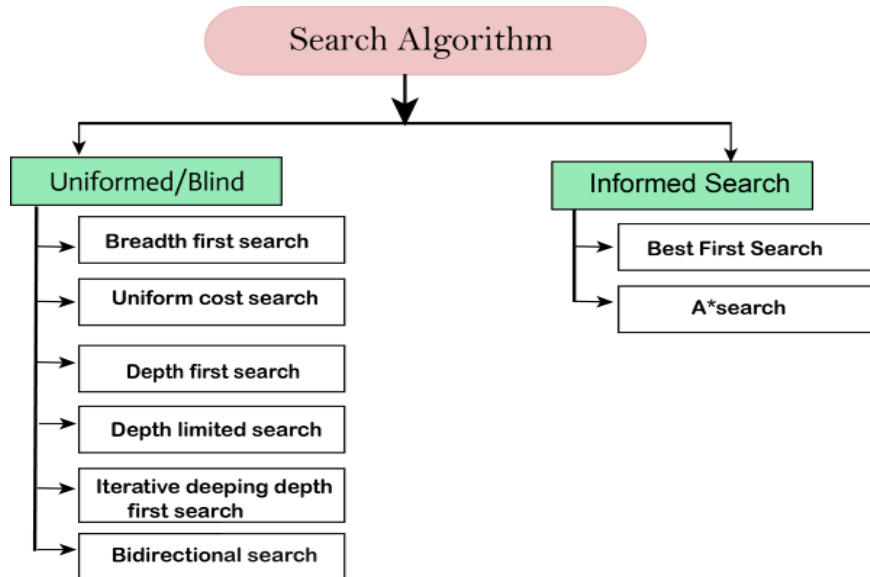 Search Algorithm
Uniformed/Blind
Breadth first search
Uniform cost search
Depth first search
Depth limited search
Iterative deeping depth
first search
Bidirectional search
Informed Search
Best First Search
A*search